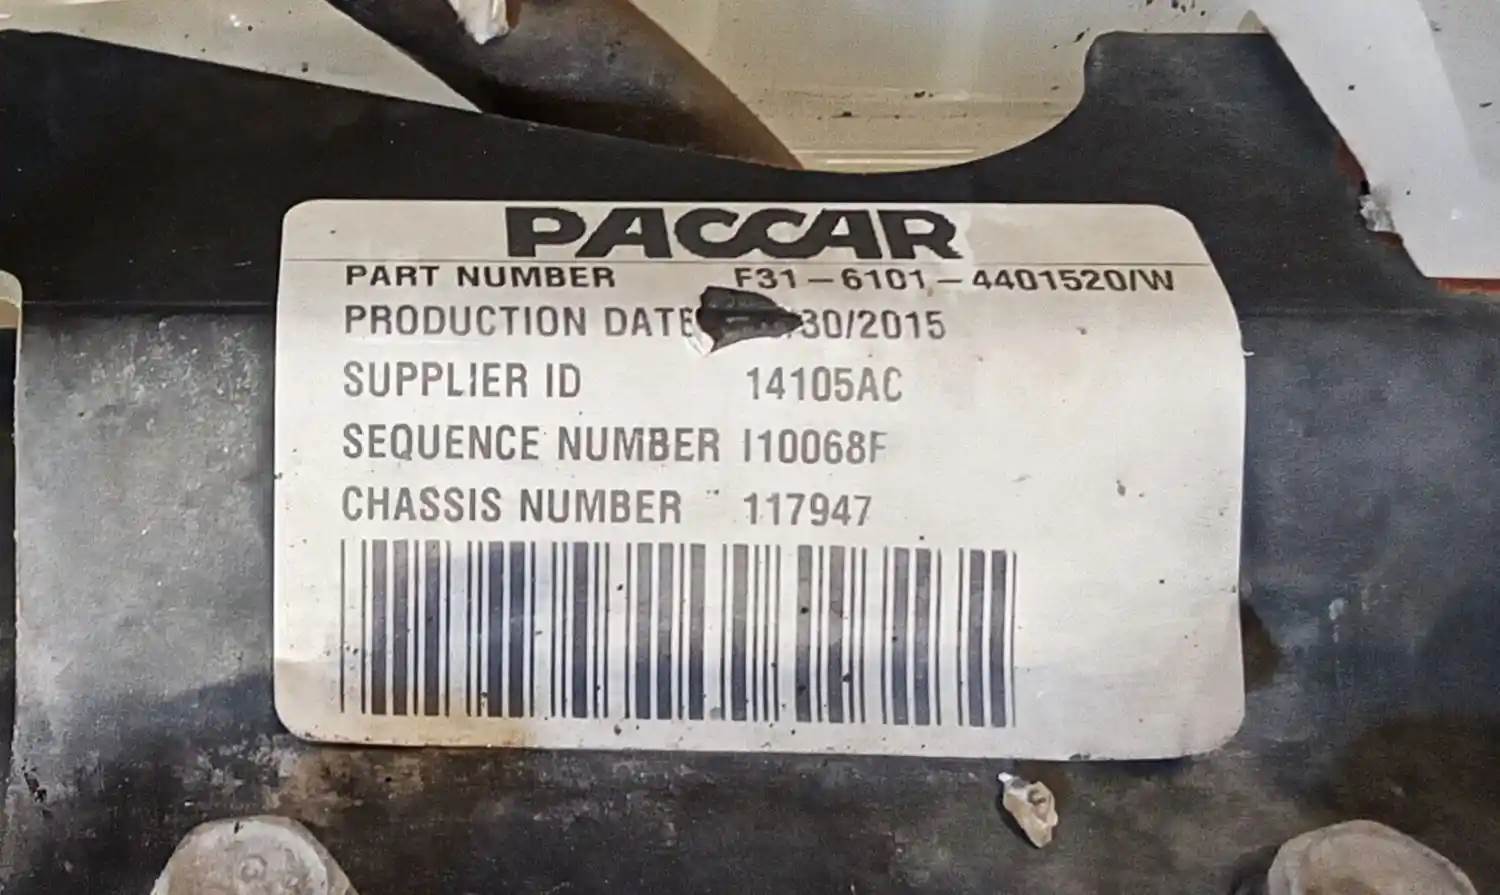 PACCAR
PART NUMBER F31-6101-4401520/W
PRODUCTION DATE /30/2015
SUPPLIER ID 14105AC
SEQUENCE NUMBER I10068F
CHASSIS NUMBER 117947